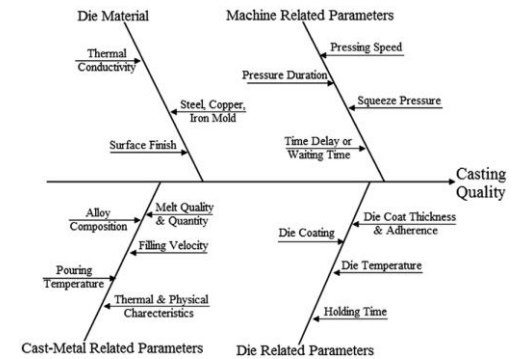 Die Material
Machine Related Parameters
Thermal
Conductivity
Steel, Copper,
Iron Mold
Surface Finish
Pressing Speed
Pressure Duration
Squeeze Pressure
Time Delay or
Waiting Time
Casting
Quality
Alloy
Composition
Melt Quality
& Quantity
Filling Velocity
Pouring
Temperature
Thermal & Physical
Charecteristics
Die Coat Thickness
& Adherence
Die Coating
Die Temperature
Holding Time
Cast-Metal Related Parameters
Die Related Parameters